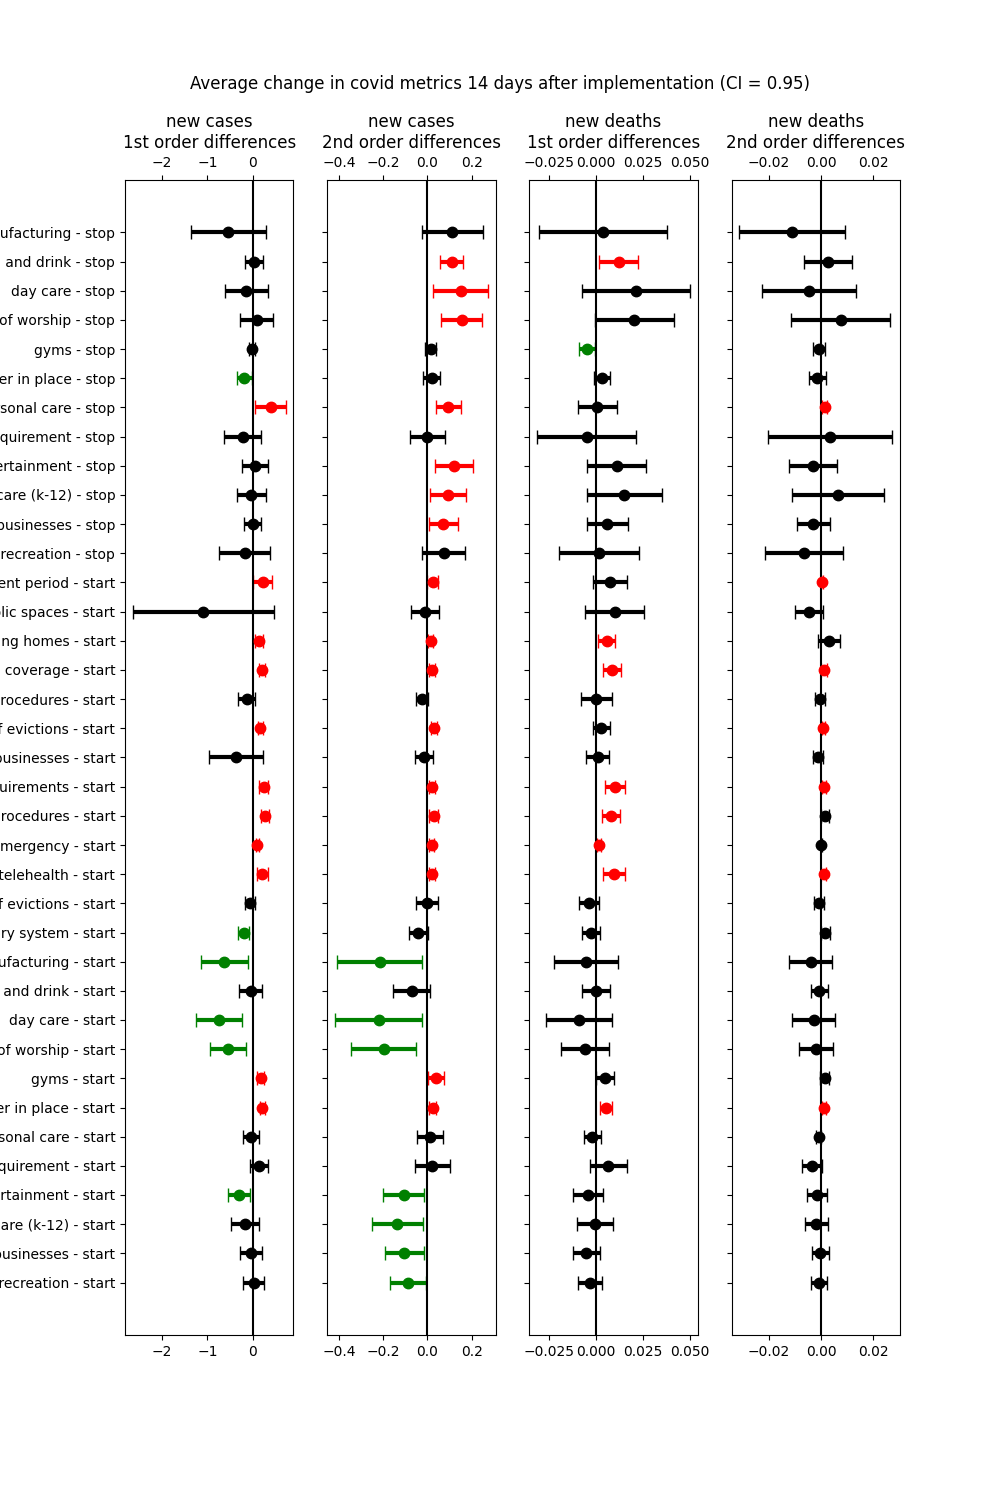 Average change in covid metrics 14 days after implementation (CI = 0.95)
new cases
1st order differences
new cases
2nd order differences
new deaths
1st order differences
new deaths
2nd order differences
−2 −1 0
−0.4 −0.2 0.0 0.2
−0.025 0.000 0.025 0.050
−0.02 0.00 0.02
ufacturing - stop
and drink - stop
day care - stop
of worship - stop
gyms - stop
er in place - stop
sonal care - stop
quirement - stop
ertainment - stop
care (k-12) - stop
businesses - stop
recreation - stop
ent period - start
lic spaces - start
ng homes - start
coverage - start
rocedures - start
f evictions - start
businesses - start
uirements - start
rocedures - start
mergency - start
telehealth - start
f evictions - start
ry system - start
ufacturing - start
and drink - start
day care - start
of worship - start
gyms - start
er in place - start
sonal care - start
quirement - start
rtainment - start
are (k-12) - start
businesses - start
recreation - start
−2 −1 0
−0.4 −0.2 0.0 0.2
−0.025 0.000 0.025 0.050
−0.02 0.00 0.02